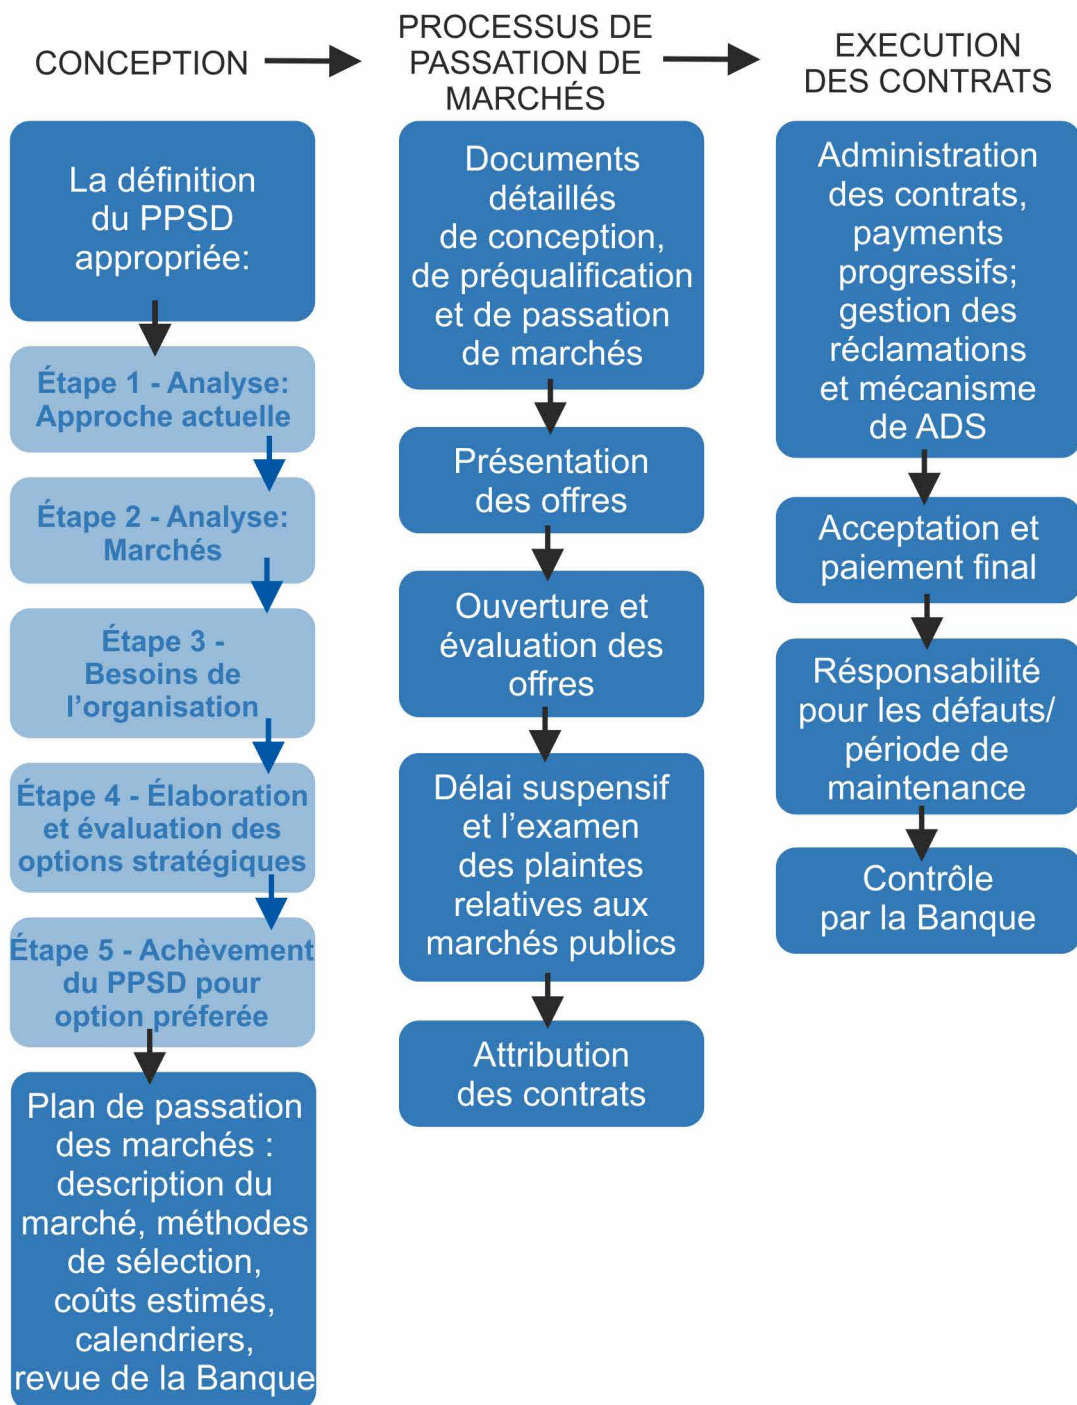 CONCEPTION
PROCESSUS DE
PASSATION DE
MARCHÉS
EXECUTION
DES CONTRATS
La définition
du PPSD
appropriée:
Étape 1 - Analyse:
Approche actuelle
Étape 2 - Analyse:
Marchés
Étape 3 -
Besoins de
l’organisation
Étape 4 - Élaboration
et évaluation des
options stratégiques
Étape 5 - Achèvement
du PPSD pour
option préferée
Plan de passation
des marchés :
description du
marché, méthodes
de sélection,
coûts estimés,
calendriers,
revue de la Banque
Documents
détaillés
de conception,
de préqualification
et de passation
de marchés
Présentation
des offres
Ouverture et
évaluation des
offres
Délai suspensif
et l’examen
des plaintes
relatives aux
marchés publics
Attribution
des contrats
Administration
des contrats,
payments
progressifs;
gestion des
réclamations
et mécanisme
de ADS
Acceptation et
paiement final
Résponsabilité
pour les défauts/
période de
maintenance
Contrôle
par la Banque